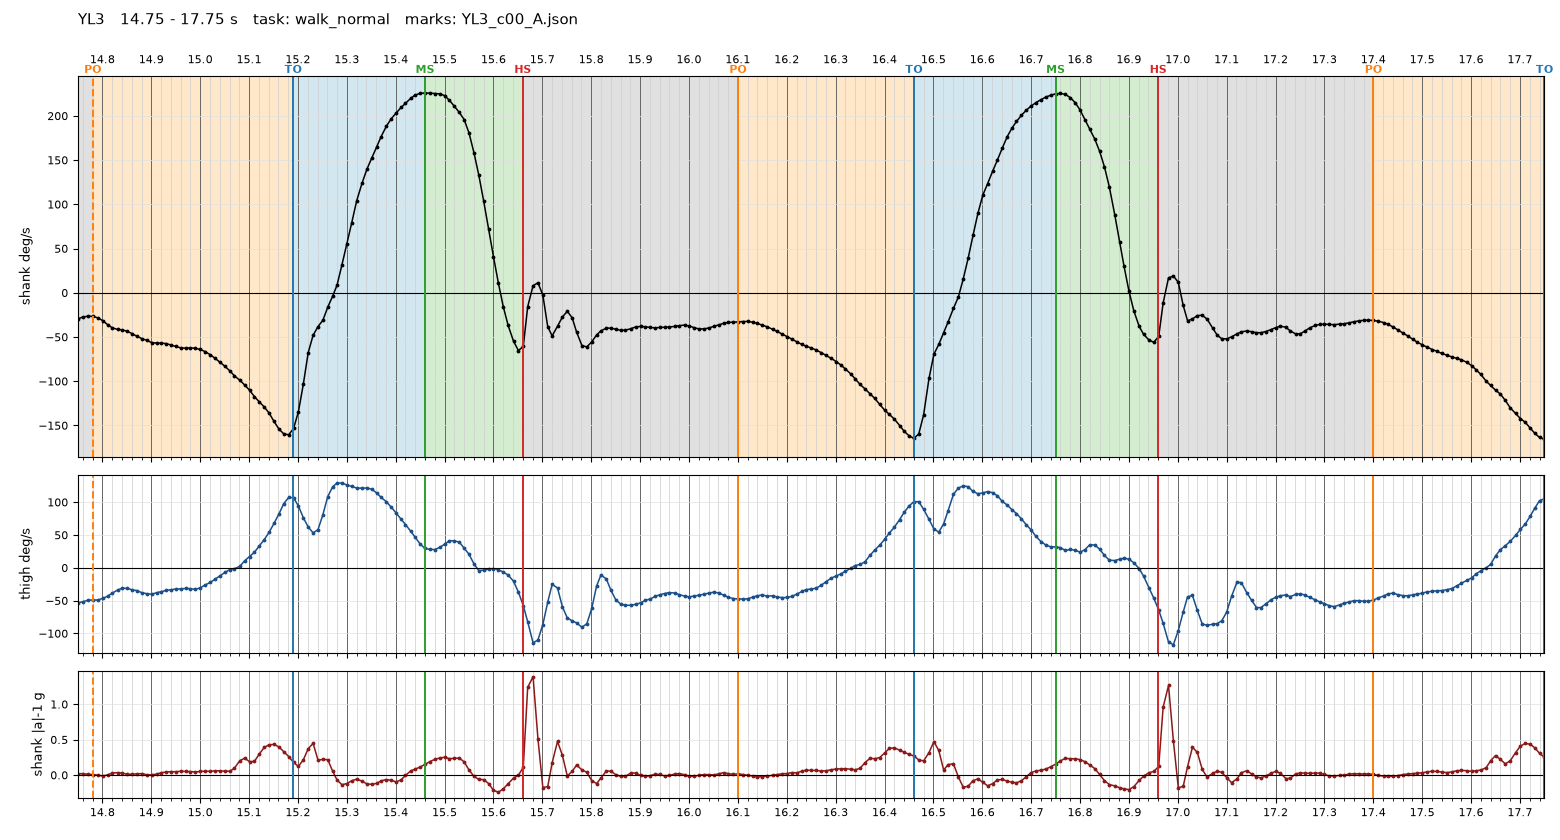 YL3   14.75 - 17.75 s   task: walk_normal   marks: YL3_c00_A.json
14.8 14.9 15.0 15.1 15.2 15.3 15.4 15.5 15.6 15.7 15.8 15.9 16.0 16.1 16.2 16.3 16.4 16.5 16.6 16.7 16.8 16.9 17.0 17.1 17.2 17.3 17.4 17.5 17.6 17.7
PO TO MS HS PO TO MS HS PO TO
shank deg/s
200
150
100
50
0
−50
−100
−150
thigh deg/s
100
50
0
−50
−100
shank |a|-1 g
1.0
0.5
0.0
14.8 14.9 15.0 15.1 15.2 15.3 15.4 15.5 15.6 15.7 15.8 15.9 16.0 16.1 16.2 16.3 16.4 16.5 16.6 16.7 16.8 16.9 17.0 17.1 17.2 17.3 17.4 17.5 17.6 17.7